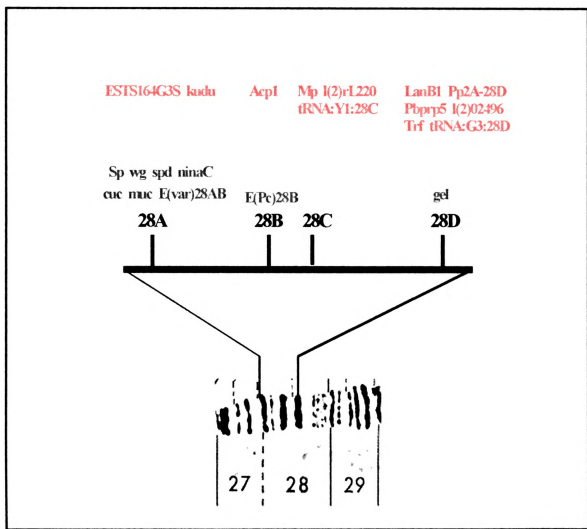 ESTS164G3S kudu Acp1 Mp l(2)rL220 LanB1 Pp2A-28D
tRNA:Y1:28C Pbprp5 l(2)02496
Trf tRNA:G3:28D
Sp wg spd ninaC
cuc muc E(var)28AB E(Pc)28B gel
28A 28B 28C 28D
27 28 29